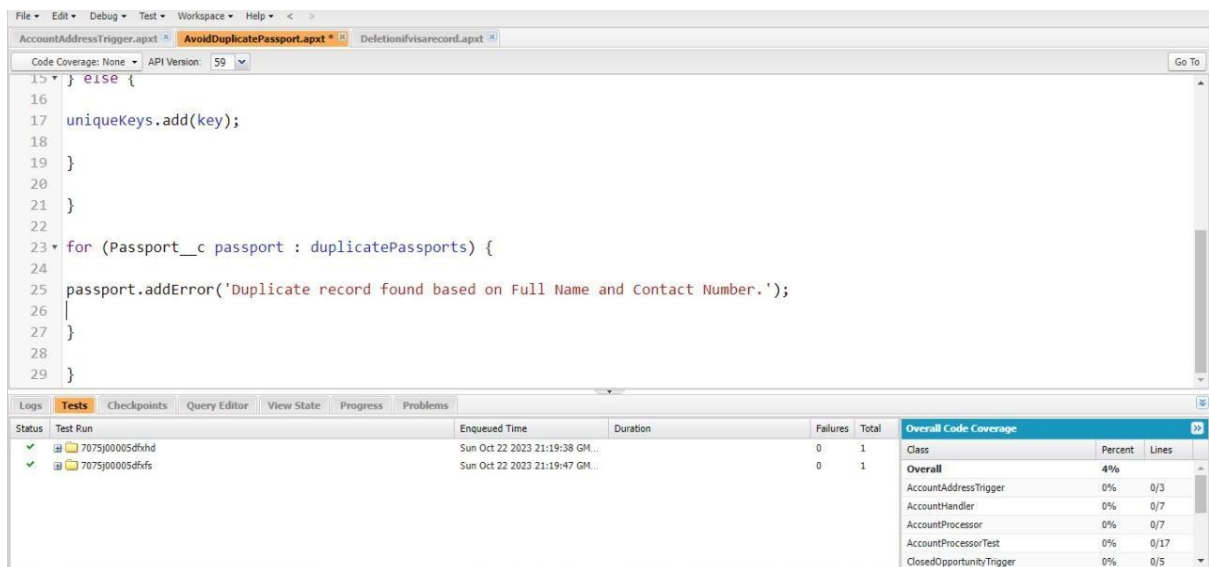 File Edit Debug Test Workspace Help < >
AccountAddressTrigger.apxt AvoidDuplicatePassport.apxt * Deletionifvisarecord.apxt
Code Coverage: None API Version: 59 Go To
15 } else {
16
17 uniqueKeys.add(key);
18
19 }
20
21 }
22
23 for (Passport__c passport : duplicatePassports) {
24
25 passport.addError('Duplicate record found based on Full Name and Contact Number.');
26
27 }
28
29 }
Logs Tests Checkpoints Query Editor View State Progress Problems
Status Test Run Enqueued Time Duration Failures Total Overall Code Coverage
7075j00005dfxhd Sun Oct 22 2023 21:19:38 GM... 0 1
7075j00005dfxfs Sun Oct 22 2023 21:19:47 GM... 0 1
Class Percent Lines
Overall 4%
AccountAddressTrigger 0% 0/3
AccountHandler 0% 0/7
AccountProcessor 0% 0/7
AccountProcessorTest 0% 0/17
ClosedOpportunityTrigger 0% 0/5